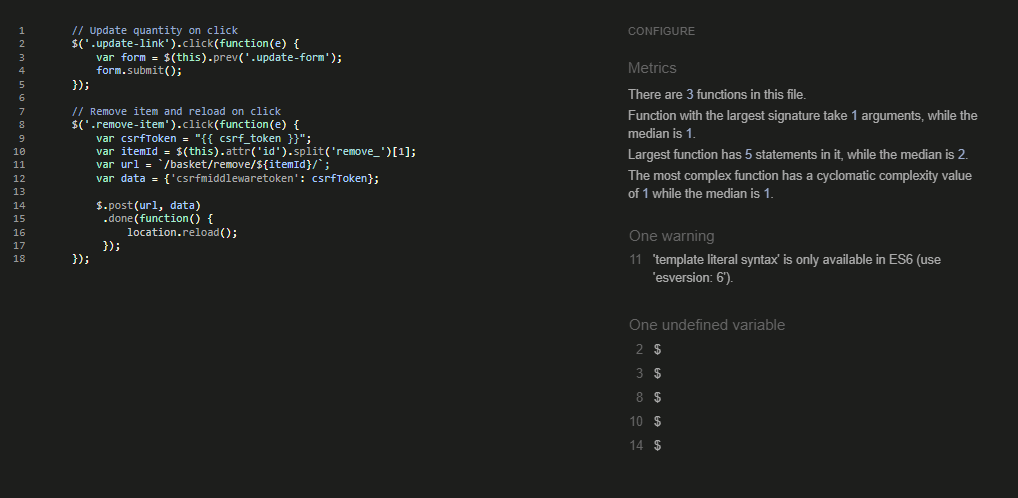 1 // Update quantity on click
2 $('.update-link').click(function(e) {
3 var form = $(this).prev('.update-form');
4 form.submit();
5 });
6
7 // Remove item and reload on click
8 $('.remove-item').click(function(e) {
9 var csrfToken = "{{ csrf_token }}";
10 var itemId = $(this).attr('id').split('remove_')[1];
11 var url = `/basket/remove/${itemId}/`;
12 var data = {'csrfmiddlewaretoken': csrfToken};
13
14 $.post(url, data)
15 .done(function() {
16 location.reload();
17 });
18 });
CONFIGURE
Metrics
There are 3 functions in this file.
Function with the largest signature take 1 arguments, while the
median is 1.
Largest function has 5 statements in it, while the median is 2.
The most complex function has a cyclomatic complexity value
of 1 while the median is 1.
One warning
11 'template literal syntax' is only available in ES6 (use
'esversion: 6').
One undefined variable
2 $
3 $
8 $
10 $
14 $